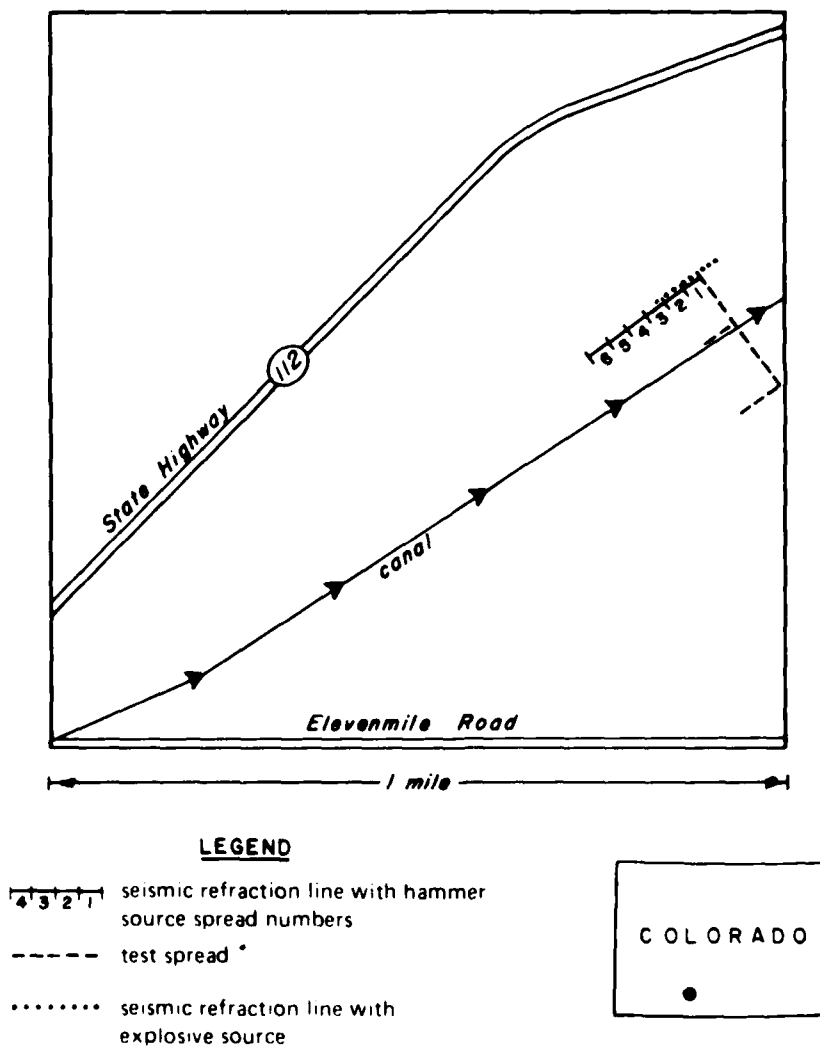 112
State Highway
6 5 4 3 2 1
canal
Elevenmile Road
1 mile
LEGEND
4 3 2 1 seismic refraction line with hammer
source spread numbers
test spread
seismic refraction line with
explosive source
COLORADO